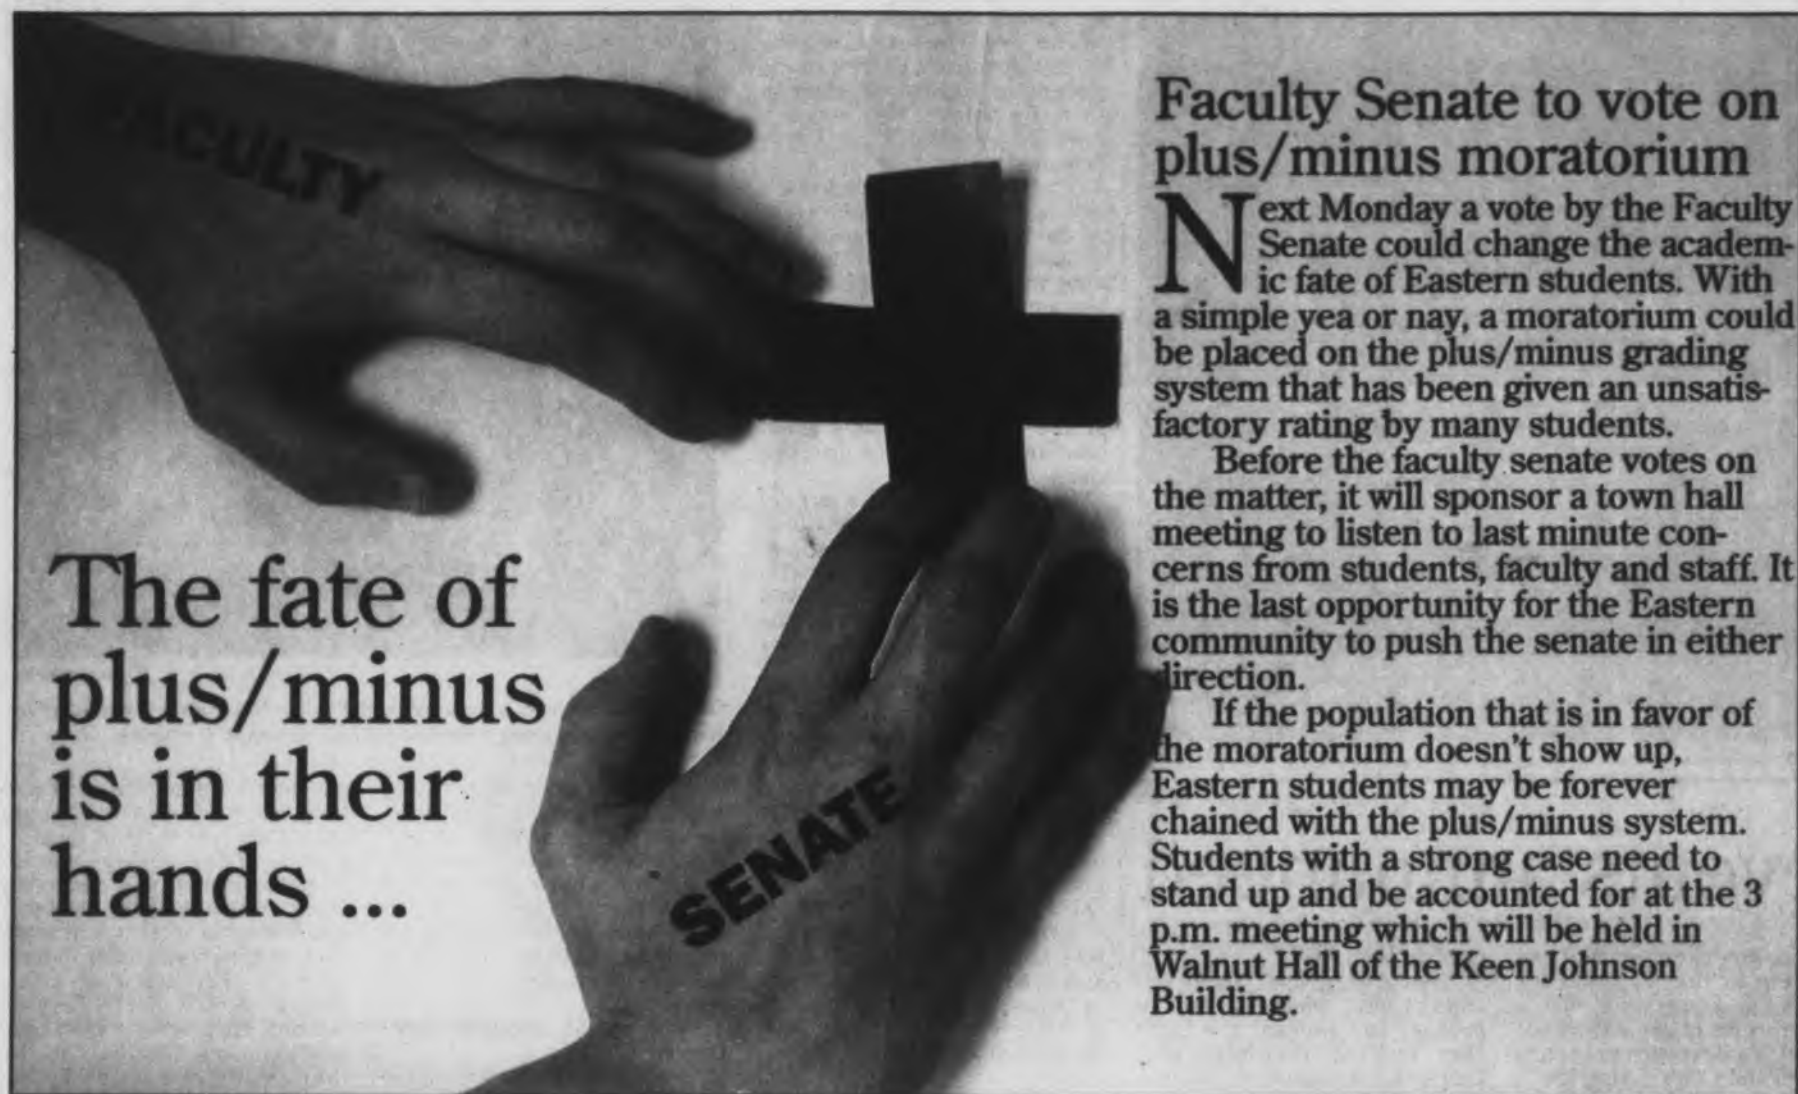 FACULTY
The fate of
plus/minus
is in their
hands ...
SENATE
Faculty Senate to vote on
plus/minus moratorium
Next Monday a vote by the Faculty
Senate could change the academ-
ic fate of Eastern students. With
a simple yea or nay, a moratorium could
be placed on the plus/minus grading
system that has been given an unsatis-
factory rating by many students.
Before the faculty senate votes on
the matter, it will sponsor a town hall
meeting to listen to last minute con-
cerns from students, faculty and staff. It
is the last opportunity for the Eastern
community to push the senate in either
direction.
If the population that is in favor of
the moratorium doesn't show up,
Eastern students may be forever
chained with the plus/minus system.
Students with a strong case need to
stand up and be accounted for at the 3
p.m. meeting which will be held in
Walnut Hall of the Keen Johnson
Building.